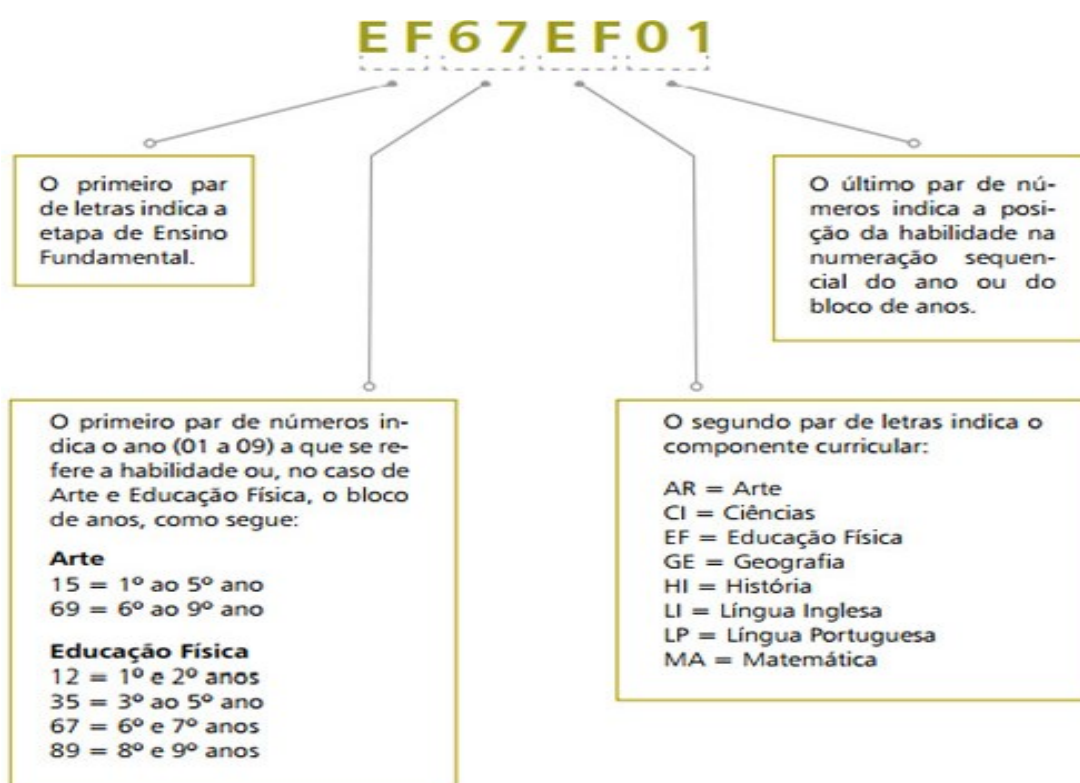 EF67EF01
O primeiro par
de letras indica a
etapa de Ensino
Fundamental.
O último par de nú-
meros indica a posi-
ção da habilidade na
numeração sequen-
cial do ano ou do
bloco de anos.
O primeiro par de números in-
dica o ano (01 a 09) a que se re-
fere a habilidade ou, no caso de
Arte e Educação Física, o bloco
de anos, como segue:
Arte
15 = 1º ao 5º ano
69 = 6º ao 9º ano
Educação Física
12 = 1º e 2º anos
35 = 3º ao 5º ano
67 = 6º e 7º anos
89 = 8º e 9º anos
O segundo par de letras indica o
componente curricular:
AR = Arte
CI = Ciências
EF = Educação Física
GE = Geografia
HI = História
LI = Língua Inglesa
LP = Língua Portuguesa
MA = Matemática